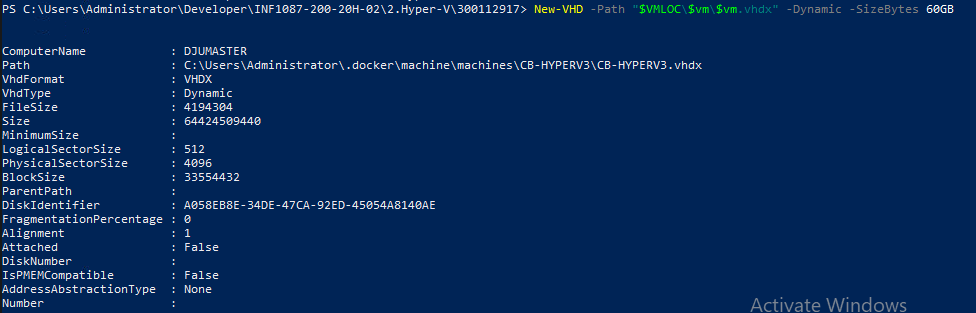 PS C:\Users\Administrator\Developer\INF1087-200-20H-02\2.Hyper-V\300112917> New-VHD -Path "$VMLOC\$vm\$vm.vhdx" -Dynamic -SizeBytes 60GB
ComputerName : DJUMASTER
Path : C:\Users\Administrator\.docker\machine\machines\CB-HYPERV3\CB-HYPERV3.vhdx
VhdFormat : VHDX
VhdType : Dynamic
FileSize : 4194304
Size : 64424509440
MinimumSize :
LogicalSectorSize : 512
PhysicalSectorSize : 4096
BlockSize : 33554432
ParentPath :
DiskIdentifier : A058EB8E-34DE-47CA-92ED-45054A8140AE
FragmentationPercentage : 0
Alignment : 1
Attached : False
DiskNumber :
IsPMEMCompatible : False
AddressAbstractionType : None
Number :
Activate Windows